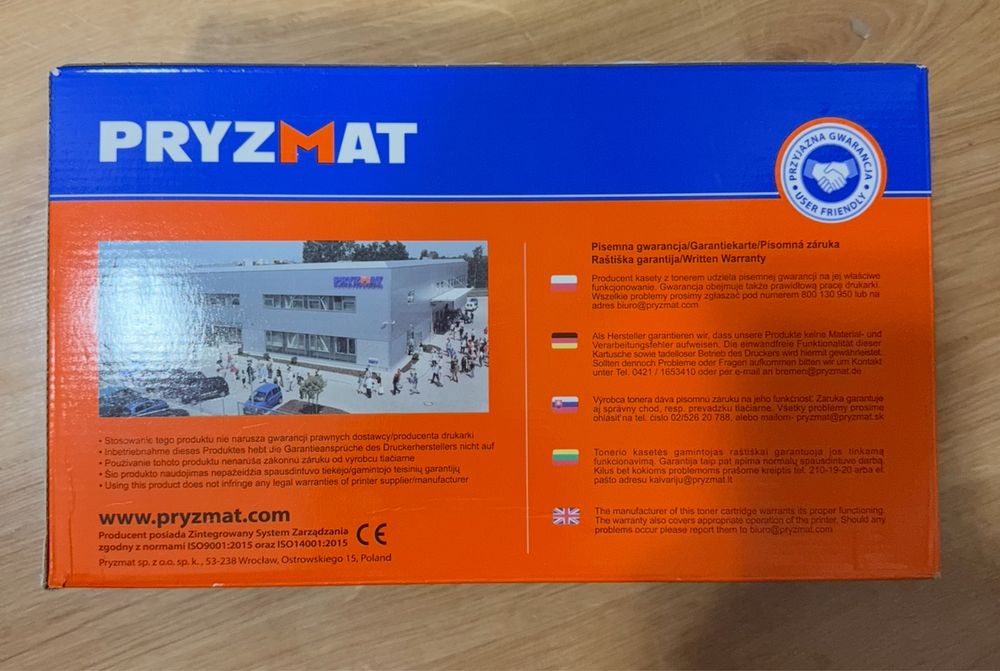 PRYZMAT
PRZYJAZNA GWARANCJA
USER FRIENDLY
PRYZMAT
• Stosowanie tego produktu nie narusza gwarancji prawnych dostawcy/producenta drukarki
• Inbetriebnahme dieses Produktes hebt die Garantieansprüche des Druckerherstellers nicht auf
• Používanie tohoto produktu nenarúša zákonnú záruku od výrobcu tlačiarne
• Šio produkto naudojimas nepažeidžia spausdintuvo tiekėjo/gamintojo teisinių garantijų
• Using this product does not infringe any legal warranties of printer supplier/manufacturer
www.pryzmat.com
Producent posiada Zintegrowany System Zarządzania
zgodny z normami ISO9001:2015 oraz ISO14001:2015
CE
Pryzmat sp. z o.o. sp. k. , 53-238 Wrocław, Ostrowskiego 15, Poland
Pisemna gwarancja/Garantiekarte/Písomná záruka
Raštiška garantija/Written Warranty
Producent kasety z tonerem udziela pisemnej gwarancji na jej właściwe
funkcjonowanie. Gwarancja obejmuje także prawidłową pracę drukarki.
Wszelkie problemy prosimy zgłaszać pod numerem 800 130 950 lub na
adres biuro@pryzmat.com
Als Hersteller garantieren wir, dass unsere Produkte keine Material- und
Verarbeitungsfehler aufweisen. Die einwandfreie Funktionalität dieser
Kartusche sowie tadelloser Betrieb des Druckers wird hiermit gewährleistet.
Sollten dennoch Probleme oder Fragen aufkommen bitten wir um Kontakt
unter Tel. 0421 / 1653410 oder per e-mail an bremen@pryzmat.de
Výrobca tonera dáva písomnú záruku na jeho funkčnosť. Záruka garantuje
aj správny chod, resp. prevádzku tlačiarne. Všetky problémy prosíme
ohlásiť na tel. číslo 02/526 20 788, alebo mailom- pryzmat@pryzmat.sk
Tonerio kasetės gamintojas raštiškai garantuoja jos tinkamą
funkcionavimą. Garantija taip pat apima normalų spausdintuvo darbą.
Kilus bet kokioms problemoms prašome kreiptis tel. 210-19-20 arba el.
pašto adresu kalvariju@pryzmat.lt
The manufacturer of this toner cartridge warrants its proper functioning.
The warranty also covers appropriate operation of the printer. Should any
problems occur please report them to biuro@pryzmat.com